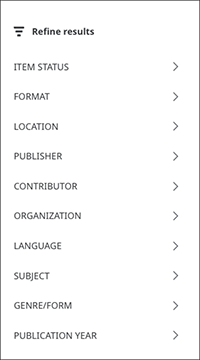 Refine results
ITEM STATUS
FORMAT
LOCATION
PUBLISHER
CONTRIBUTOR
ORGANIZATION
LANGUAGE
SUBJECT
GENRE/FORM
PUBLICATION YEAR